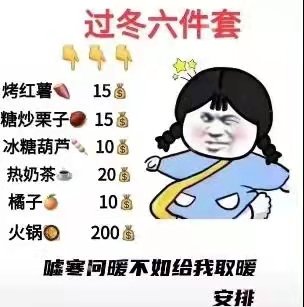 过冬六件套
👇👇👇
烤红薯🍠 15💰
糖炒栗子🌰 15💰
冰糖葫芦🍡 10💰
热奶茶☕ 20💰
橘子🍊 10💰
火锅🥘 200💰
嘘寒问暖不如给我取暖
安排